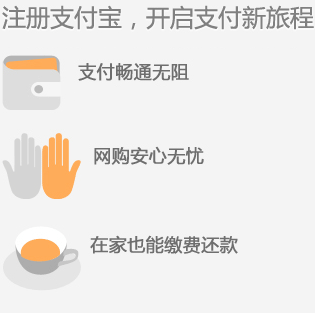 注册支付宝，开启支付新旅程
支付畅通无阻
网购安心无忧
在家也能缴费还款